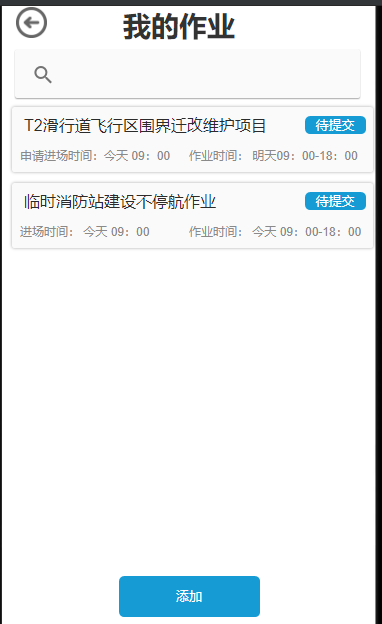 我的作业
T2滑行道飞行区围界迁改维护项目 待提交
申请进场时间：今天 09：00 作业时间： 明天09：00-18：00
临时消防站建设不停航作业 待提交
进场时间： 今天 09：00 作业时间： 今天 09：00-18：00
添加